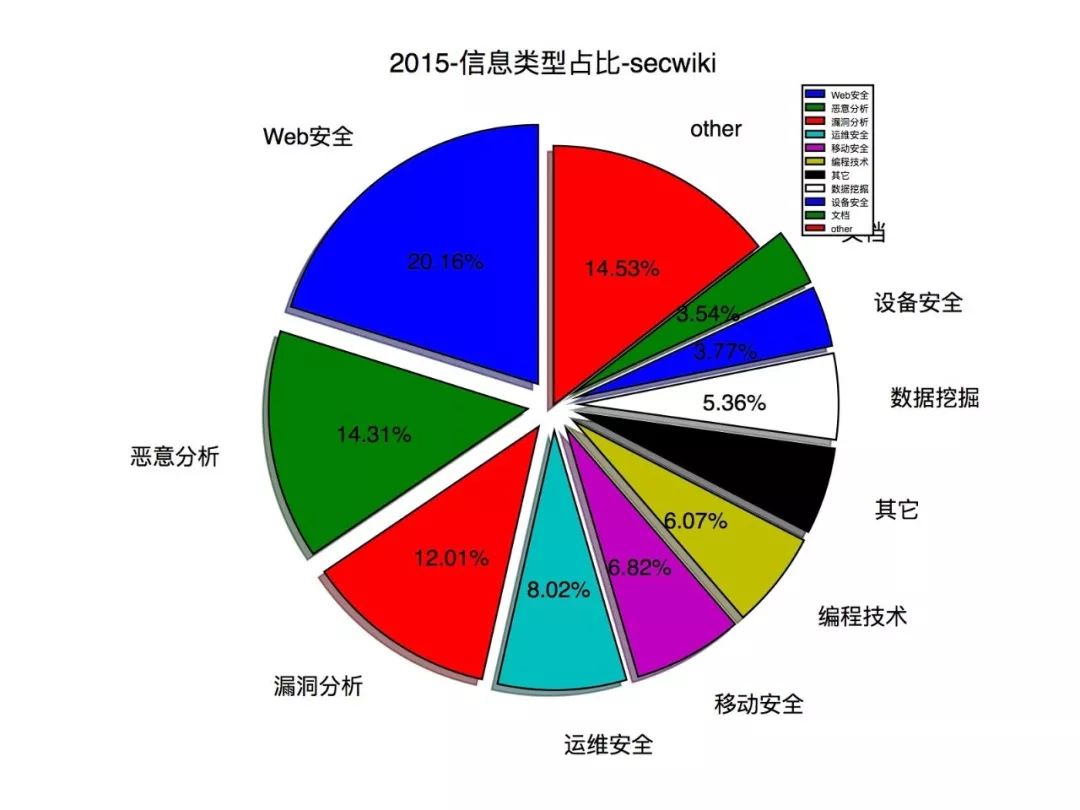 2015-信息类型占比-secwiki
Web安全
恶意分析
漏洞分析
运维安全
移动安全
编程技术
其它
数据挖掘
设备安全
文档
other
other
Web安全
文档
设备安全
数据挖掘
其它
编程技术
移动安全
运维安全
漏洞分析
恶意分析
20.16%
14.53%
3.54%
3.77%
5.36%
6.07%
6.82%
8.02%
12.01%
14.31%